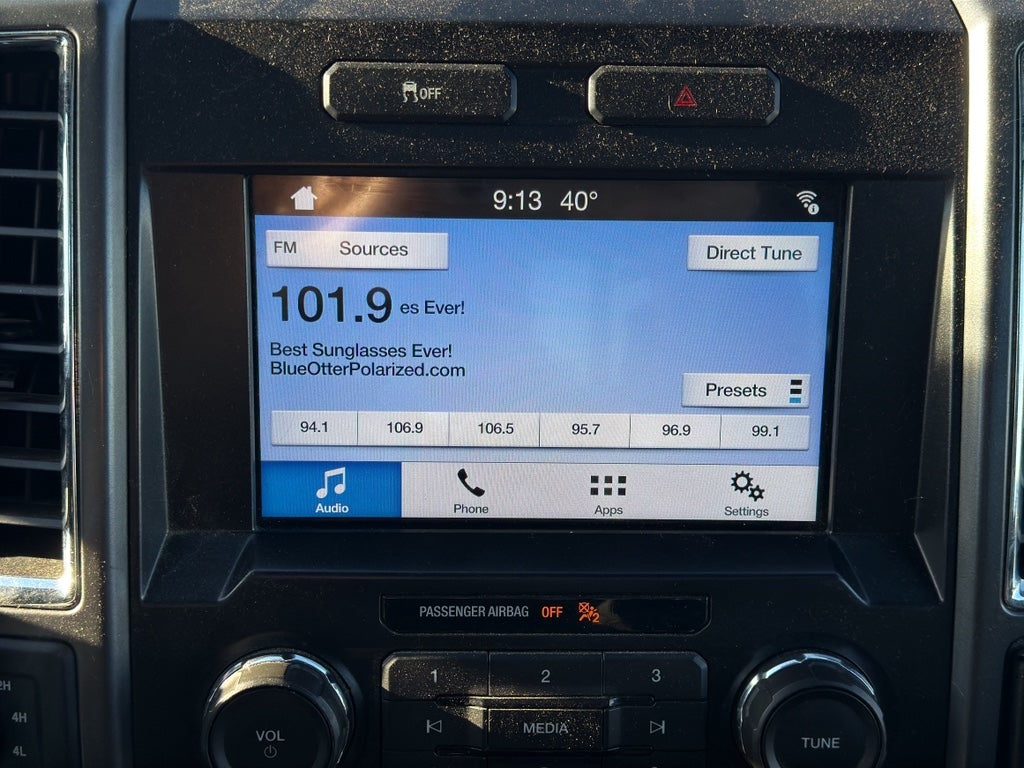 OFF
9:13 40°
FM Sources
Direct Tune
101.9 es Ever!
Best Sunglasses Ever!
BlueOtterPolarized.com
Presets
94.1 106.9 106.5 95.7 96.9 99.1
Audio Phone Apps Settings
PASSENGER AIRBAG OFF 2
1 2 3
2H
4H
4L
VOL
MEDIA
TUNE